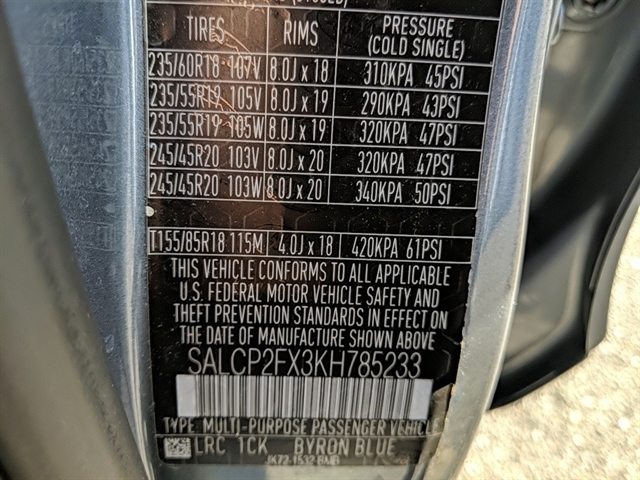 TIRES RIMS PRESSURE
(COLD SINGLE)
235/60R18 107V 8.0J x 18 310KPA 45PSI
235/55R19 105V 8.0J x 19 290KPA 43PSI
235/55R19 105W 8.0J x 19 320KPA 47PSI
245/45R20 103V 8.0J x 20 320KPA 47PSI
245/45R20 103W 8.0J x 20 340KPA 50PSI
T155/85R18 115M 4.0J x 18 420KPA 61PSI
THIS VEHICLE CONFORMS TO ALL APPLICABLE
U.S. FEDERAL MOTOR VEHICLE SAFETY AND
THEFT PREVENTION STANDARDS IN EFFECT ON
THE DATE OF MANUFACTURE SHOWN ABOVE
SALCP2FX3KH785233
TYPE: MULTI-PURPOSE PASSENGER VEHICLE
LRC 1CK BYRON BLUE